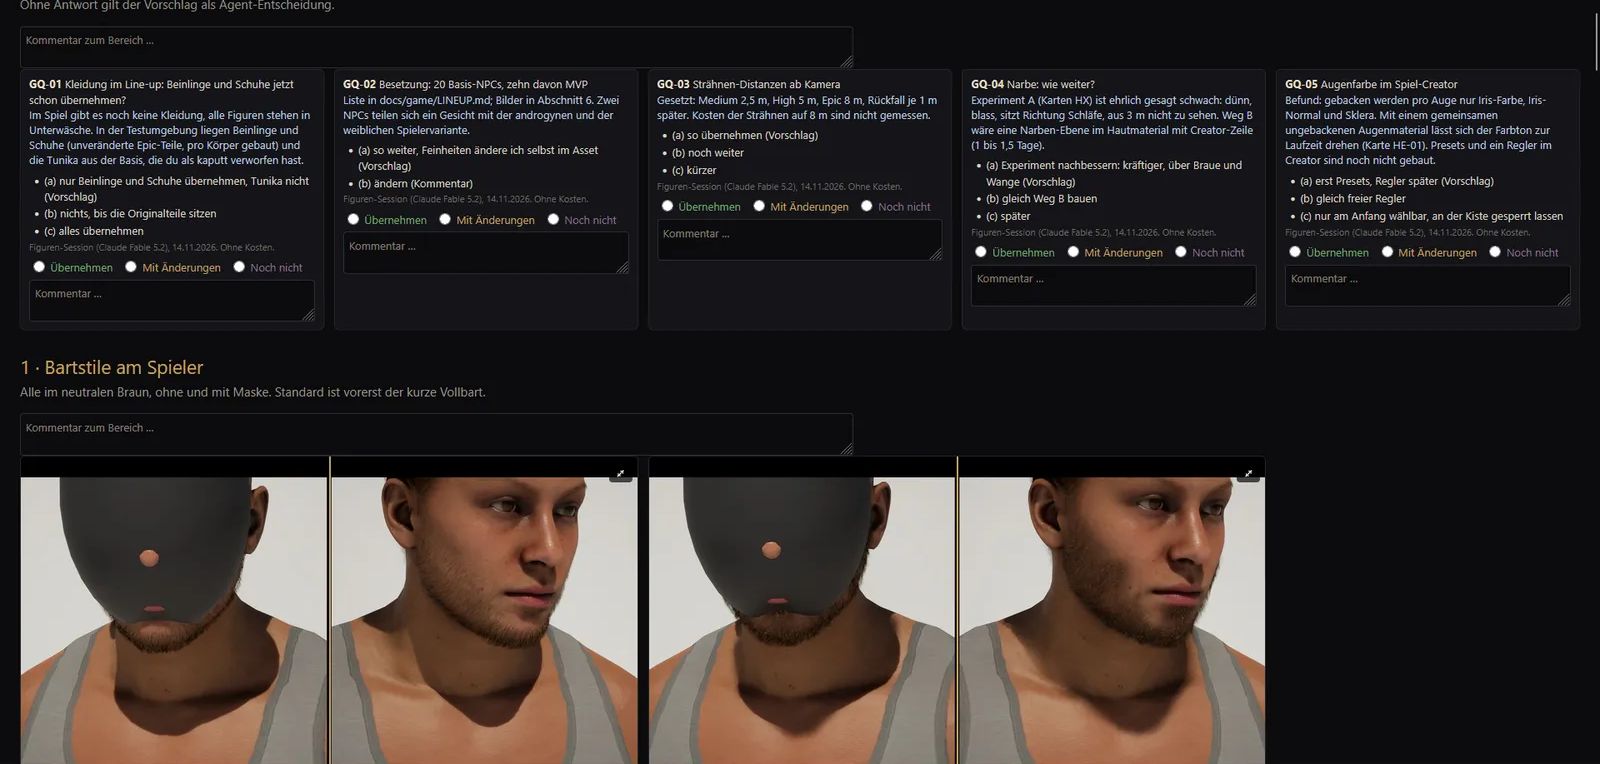 Ohne Antwort gilt der Vorschlag als Agent-Entscheidung.
Kommentar zum Bereich ...
GQ-01 Kleidung im Line-up: Beinlinge und Schuhe jetzt
schon übernehmen?
Im Spiel gibt es noch keine Kleidung, alle Figuren stehen in
Unterwäsche. In der Testumgebung liegen Beinlinge und
Schuhe (unveränderte Epic-Teile, pro Körper gebaut) und
die Tunika aus der Basis, die du als kaputt verworfen hast.
• (a) nur Beinlinge und Schuhe übernehmen, Tunika nicht
(Vorschlag)
• (b) nichts, bis die Originalteile sitzen
• (c) alles übernehmen
Figuren-Session (Claude Fable 5.2), 14.11.2026. Ohne Kosten.
Übernehmen Mit Änderungen Noch nicht
Kommentar ...
GQ-02 Besetzung: 20 Basis-NPCs, zehn davon MVP
Liste in docs/game/LINEUP.md; Bilder in Abschnitt 6. Zwei
NPCs teilen sich ein Gesicht mit der androgynen und der
weiblichen Spielervariante.
• (a) so weiter, Feinheiten ändere ich selbst im Asset
(Vorschlag)
• (b) ändern (Kommentar)
Figuren-Session (Claude Fable 5.2), 14.11.2026. Ohne Kosten.
Übernehmen Mit Änderungen Noch nicht
Kommentar ...
GQ-03 Strähnen-Distanzen ab Kamera
Gesetzt: Medium 2,5 m, High 5 m, Epic 8 m, Rückfall je 1 m
später. Kosten der Strähnen auf 8 m sind nicht gemessen.
• (a) so übernehmen (Vorschlag)
• (b) noch weiter
• (c) kürzer
Figuren-Session (Claude Fable 5.2), 14.11.2026. Ohne Kosten.
Übernehmen Mit Änderungen Noch nicht
Kommentar ...
GQ-04 Narbe: wie weiter?
Experiment A (Karten HX) ist ehrlich gesagt schwach: dünn,
blass, sitzt Richtung Schläfe, aus 3 m nicht zu sehen. Weg B
wäre eine Narben-Ebene im Hautmaterial mit Creator-Zeile
(1 bis 1,5 Tage).
• (a) Experiment nachbessern: kräftiger, über Braue und
Wange (Vorschlag)
• (b) gleich Weg B bauen
• (c) später
Figuren-Session (Claude Fable 5.2), 14.11.2026. Ohne Kosten.
Übernehmen Mit Änderungen Noch nicht
Kommentar ...
GQ-05 Augenfarbe im Spiel-Creator
Befund: gebacken werden pro Auge nur Iris-Farbe, Iris-
Normal und Sklera. Mit einem gemeinsamen
ungebackenen Augenmaterial lässt sich der Farbton zur
Laufzeit drehen (Karte HE-01). Presets und ein Regler im
Creator sind noch nicht gebaut.
• (a) erst Presets, Regler später (Vorschlag)
• (b) gleich freier Regler
• (c) nur am Anfang wählbar, an der Kiste gesperrt lassen
Figuren-Session (Claude Fable 5.2), 14.11.2026. Ohne Kosten.
Übernehmen Mit Änderungen Noch nicht
Kommentar ...
1 · Bartstile am Spieler
Alle im neutralen Braun, ohne und mit Maske. Standard ist vorerst der kurze Vollbart.
Kommentar zum Bereich ...